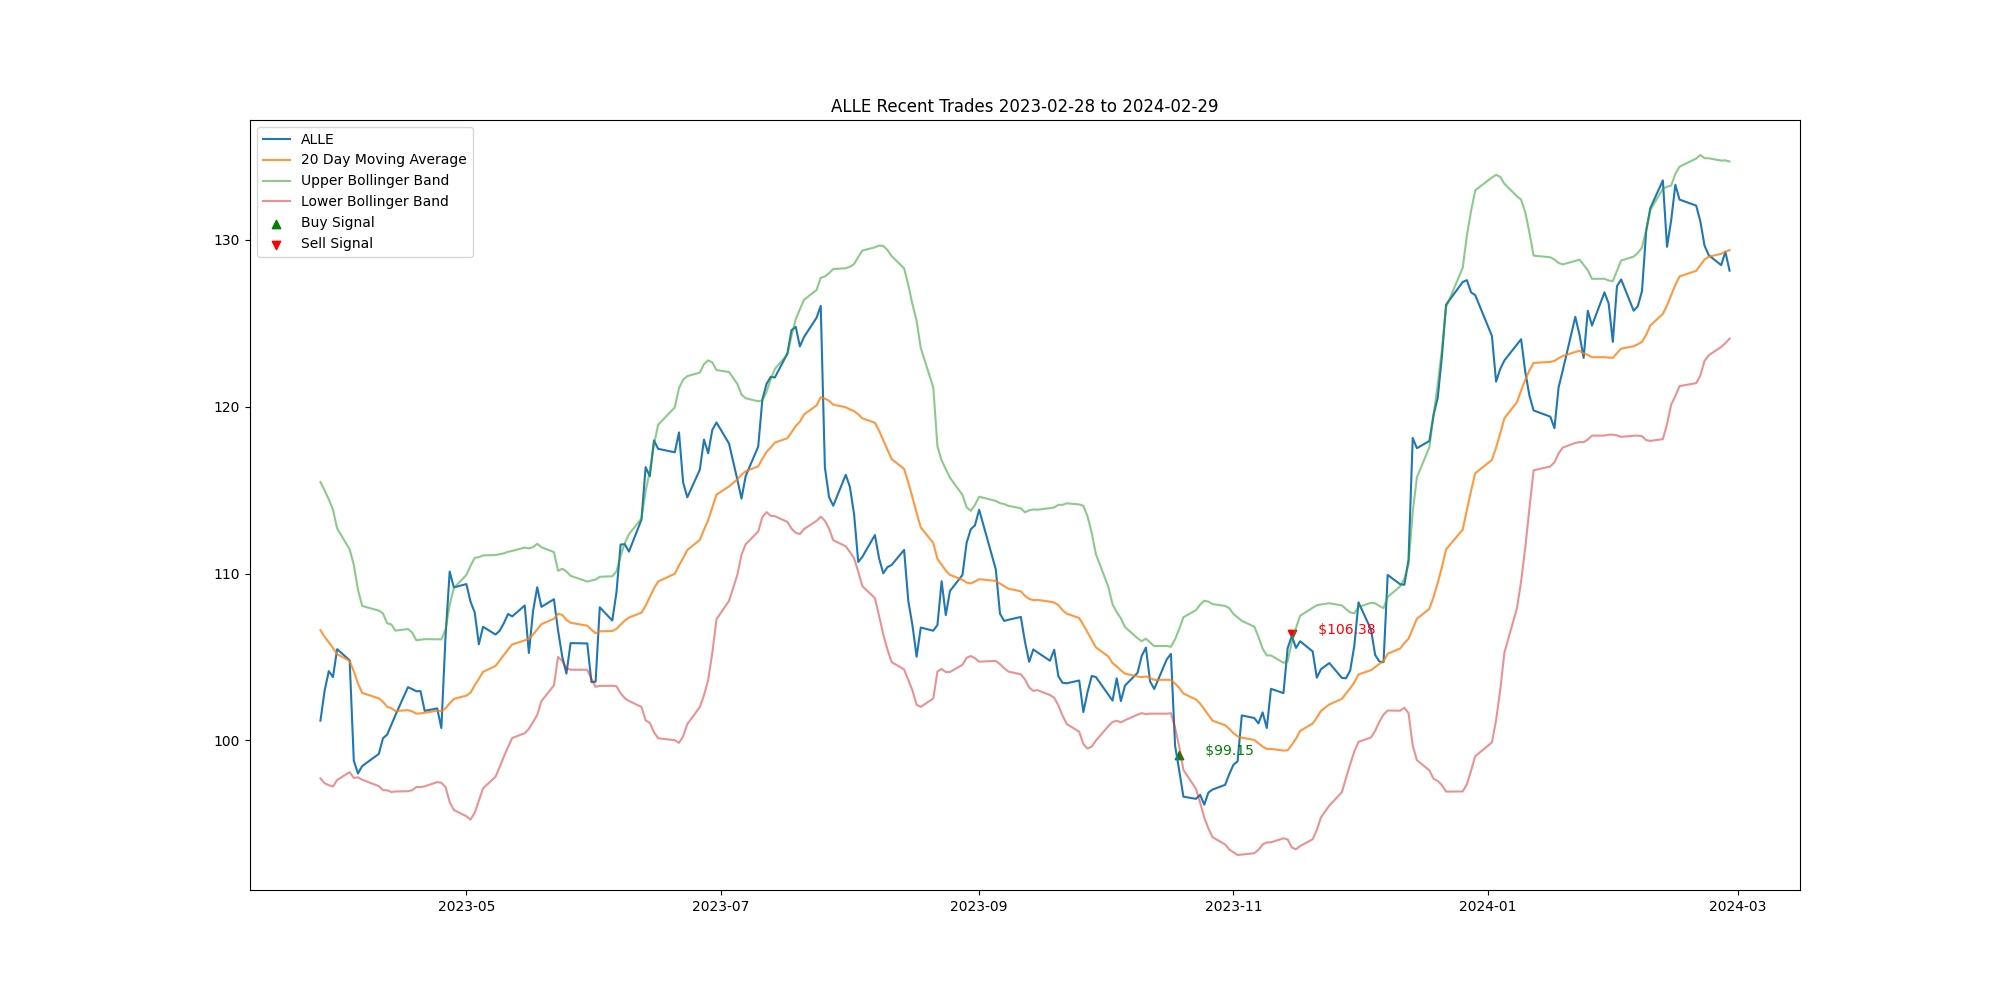 ALLE Recent Trades 2023-02-28 to 2024-02-29
ALLE
20 Day Moving Average
Upper Bollinger Band
Lower Bollinger Band
Buy Signal
Sell Signal
130
120
110
100
$106.38
$99.15
2023-05
2023-07
2023-09
2023-11
2024-01
2024-03